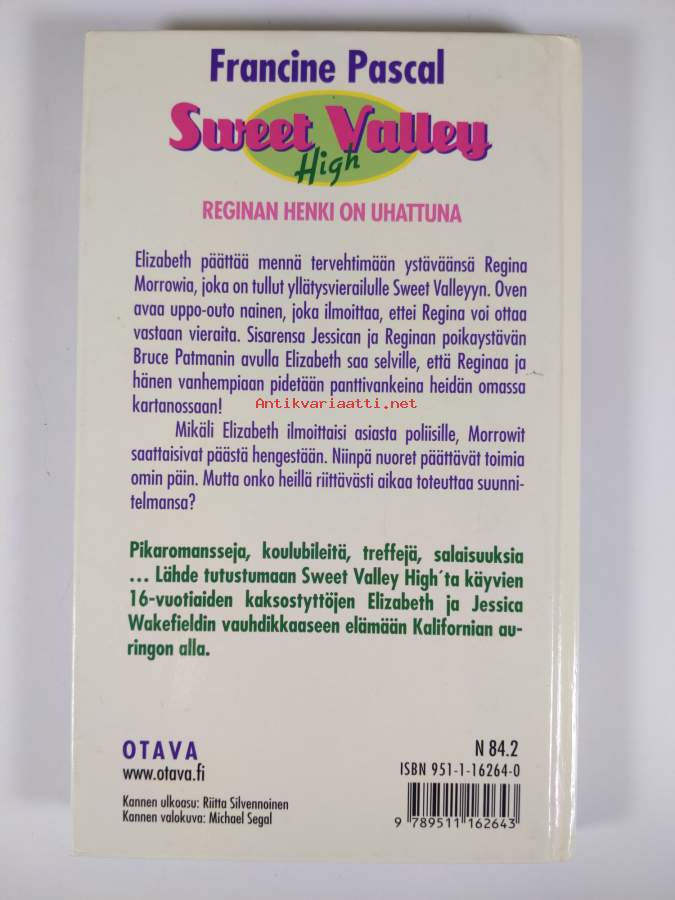 Francine Pascal
Sweet Valley
High
REGINAN HENKI ON UHATTUNA
Elizabeth päättää mennä tervehtimään ystäväänsä Regina
Morrowia, joka on tullut yllätysvierailulle Sweet Valleyyn. Oven
avaa uppo-outo nainen, joka ilmoittaa, ettei Regina voi ottaa
vastaan vieraita. Sisarensa Jessican ja Reginan poikaystävän
Bruce Patmanin avulla Elizabeth saa selville, että Reginaa ja
hänen vanhempiaan pidetään panttivankeina heidän omassa
kartanossaan!
Antikvariaatti.net
Mikäli Elizabeth ilmoittaisi asiasta poliisille, Morrowit
saattaisivat päästä hengestään. Niinpä nuoret päättävät toimia
omin päin. Mutta onko heillä riittävästi aikaa toteuttaa suunni-
telmansa?
Pikaromansseja, koulubileitä, treffejä, salaisuuksia
... Lähde tutustumaan Sweet Valley High´ta käyvien
16-vuotiaiden kaksostyttöjen Elizabeth ja Jessica
Wakefieldin vauhdikkaaseen elämään Kalifornian au-
ringon alla.
OTAVA
www.otava.fi
Kannen ulkoasu: Riitta Silvennoinen
Kannen valokuva: Michael Segal
N 84.2
ISBN 951-1-16264-0
9 789511 162643